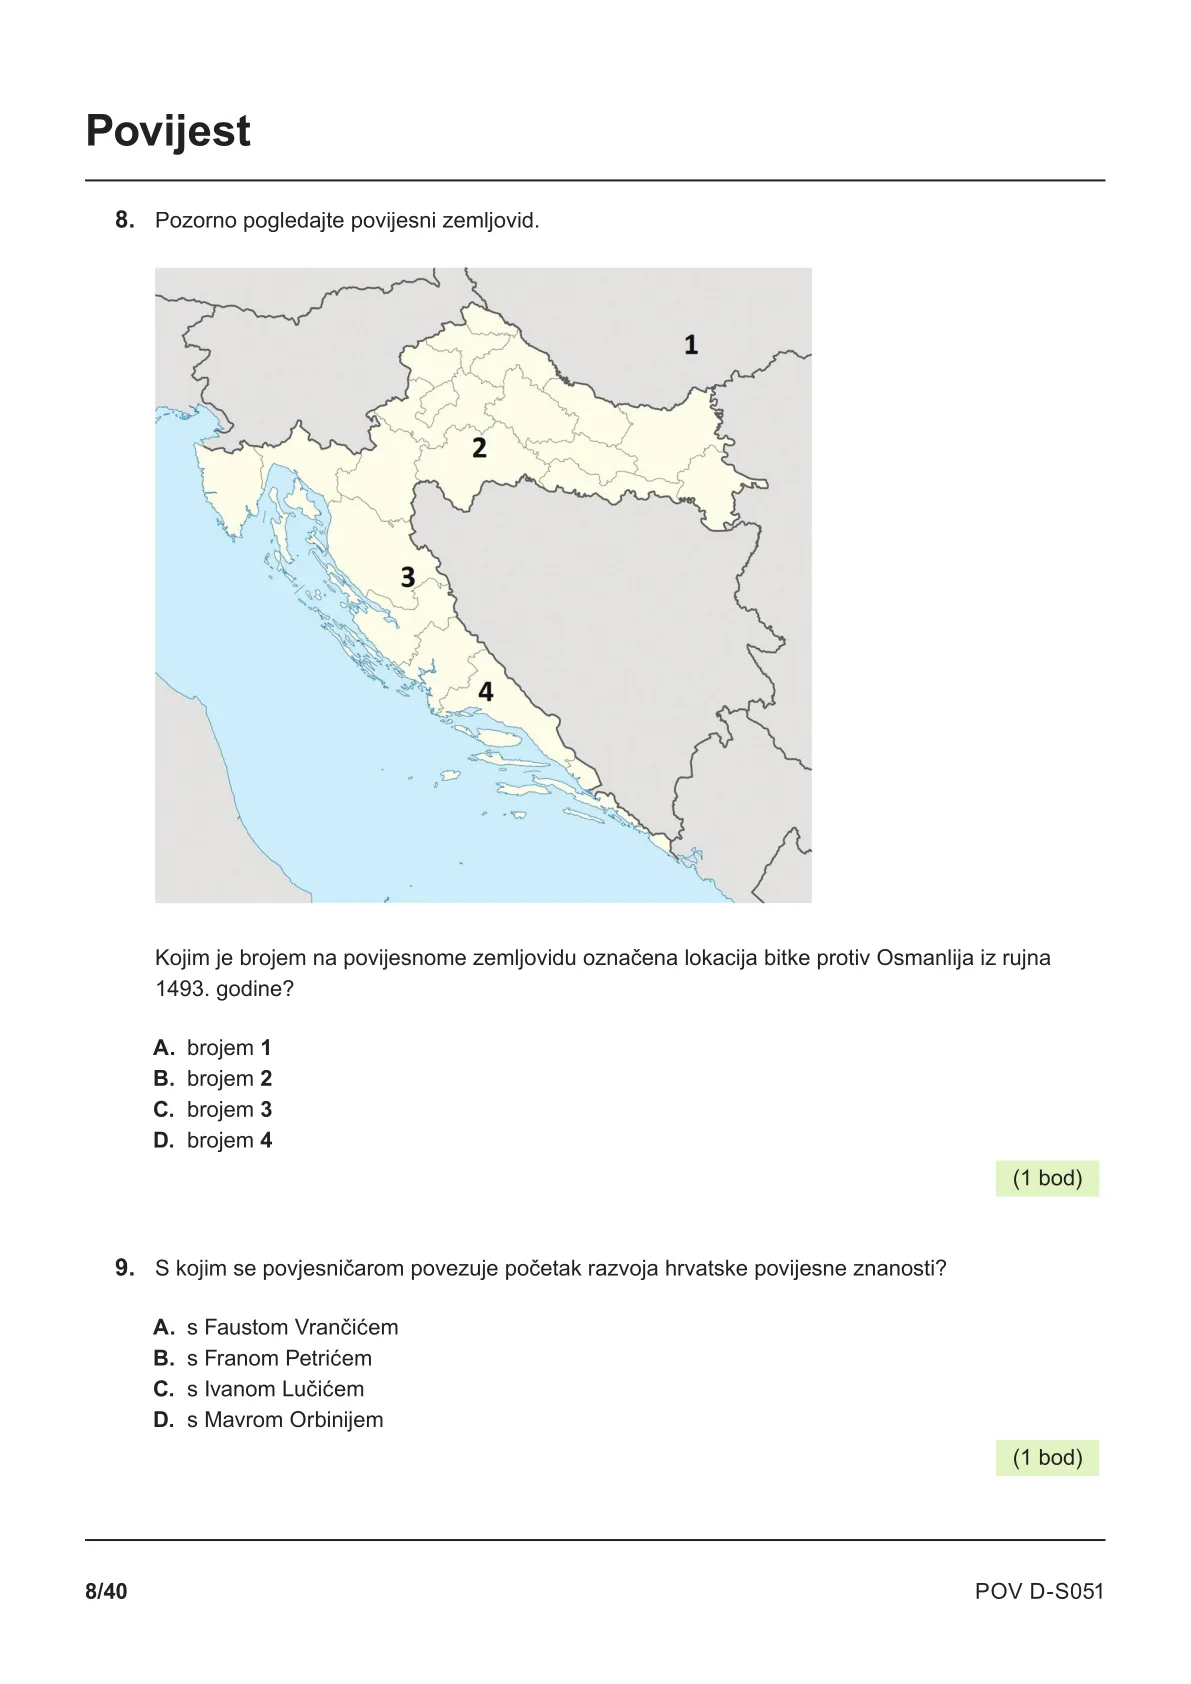 Povijest
8. Pozorno pogledajte povijesni zemljovid.
1
2
3
4
Kojim je brojem na povijesnome zemljovidu označena lokacija bitke protiv Osmanlija iz rujna
1493. godine?
A. brojem 1
B. brojem 2
C. brojem 3
D. brojem 4
(1 bod)
9. S kojim se povjesničarom povezuje početak razvoja hrvatske povijesne znanosti?
A. s Faustom Vrančićem
B. s Franom Petrićem
C. s Ivanom Lučićem
D. s Mavrom Orbinijem
(1 bod)
8/40
POV D-S051